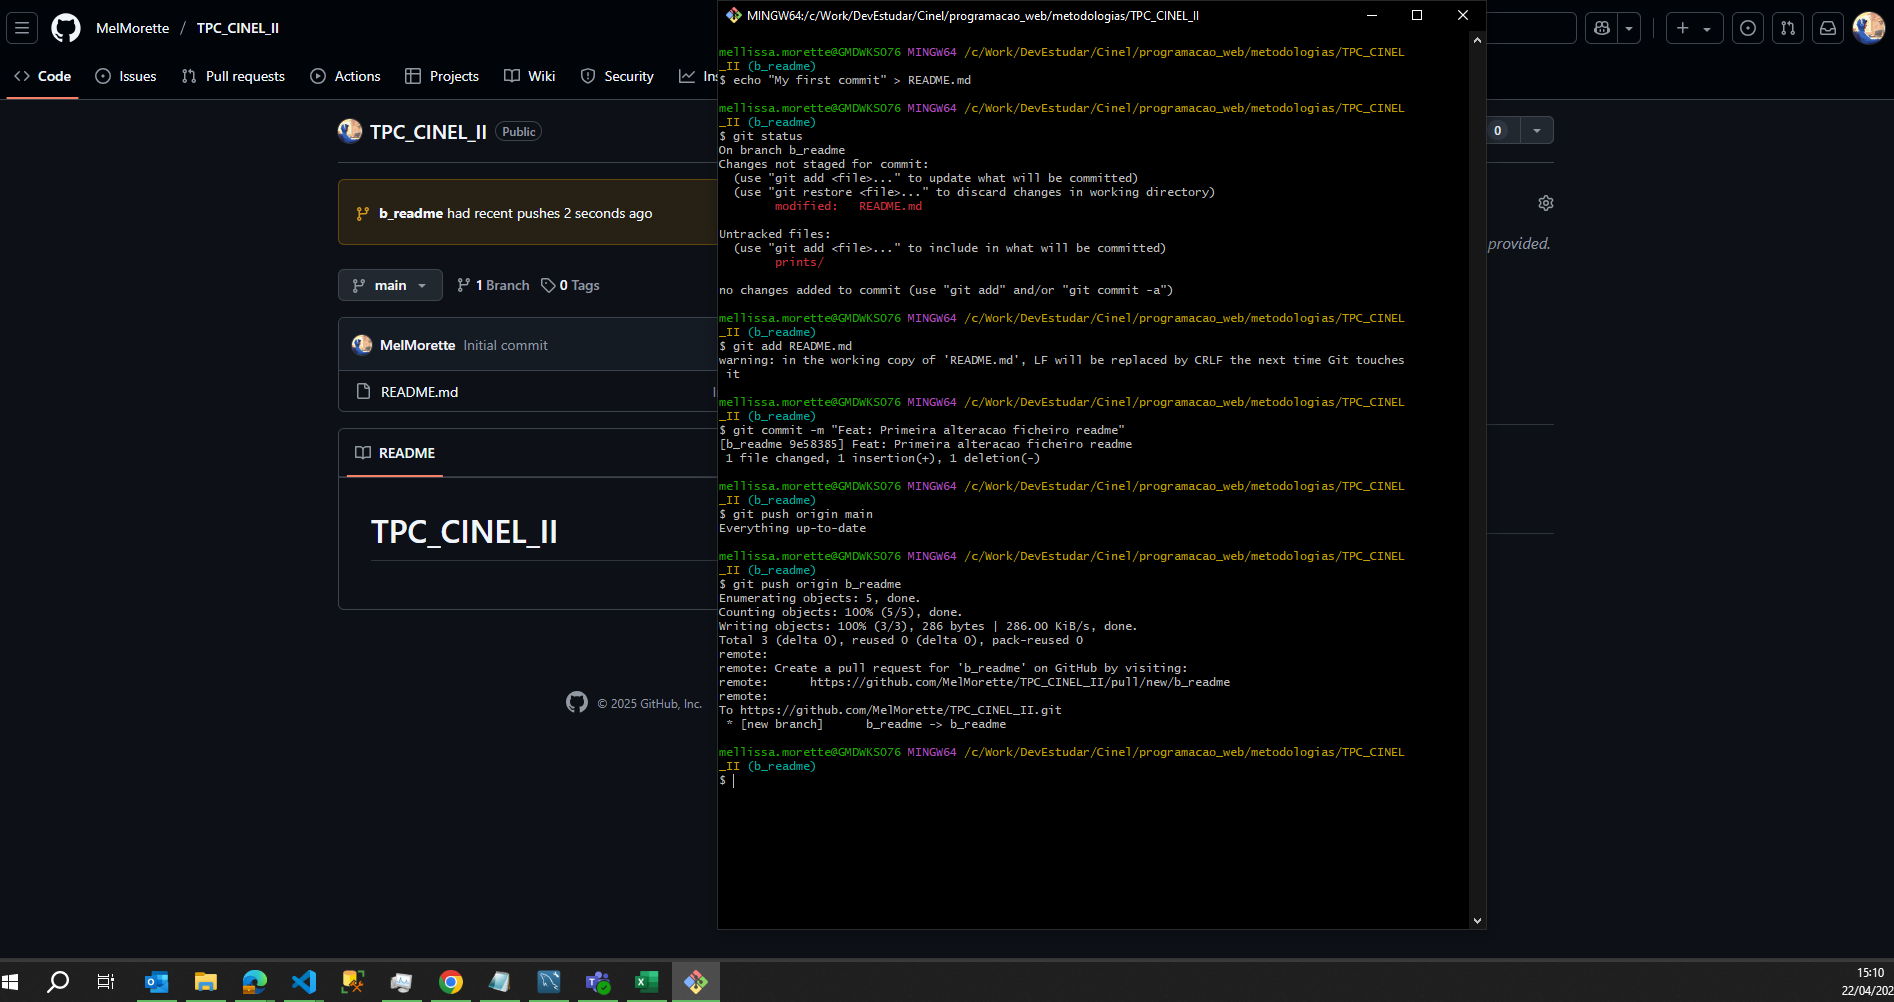 MelMorette / TPC_CINEL_II
Code
Issues
Pull requests
Actions
Projects
Wiki
Security
TPC_CINEL_II
Public
0
b_readme had recent pushes 2 seconds ago
provided.
main
1 Branch
0 Tags
MelMorette Initial commit
README.md
README
TPC_CINEL_II
© 2025 GitHub, Inc.
MINGW64:/c/Work/DevEstudar/Cinel/programacao_web/metodologias/TPC_CINEL_II
mellissa.morette@GMDWKS076 MINGW64 /c/Work/DevEstudar/Cinel/programacao_web/metodologias/TPC_CINEL
_II (b_readme)
$ echo "My first commit" > README.md
mellissa.morette@GMDWKS076 MINGW64 /c/Work/DevEstudar/Cinel/programacao_web/metodologias/TPC_CINEL
_II (b_readme)
$ git status
On branch b_readme
Changes not staged for commit:
(use "git add <file>..." to update what will be committed)
(use "git restore <file>..." to discard changes in working directory)
modified: README.md
Untracked files:
(use "git add <file>..." to include in what will be committed)
prints/
no changes added to commit (use "git add" and/or "git commit -a")
mellissa.morette@GMDWKS076 MINGW64 /c/Work/DevEstudar/Cinel/programacao_web/metodologias/TPC_CINEL
_II (b_readme)
$ git add README.md
warning: in the working copy of 'README.md', LF will be replaced by CRLF the next time Git touches
it
mellissa.morette@GMDWKS076 MINGW64 /c/Work/DevEstudar/Cinel/programacao_web/metodologias/TPC_CINEL
_II (b_readme)
$ git commit -m "Feat: Primeira alteracao ficheiro readme"
[b_readme 9e58385] Feat: Primeira alteracao ficheiro readme
1 file changed, 1 insertion(+), 1 deletion(-)
mellissa.morette@GMDWKS076 MINGW64 /c/Work/DevEstudar/Cinel/programacao_web/metodologias/TPC_CINEL
_II (b_readme)
$ git push origin main
Everything up-to-date
mellissa.morette@GMDWKS076 MINGW64 /c/Work/DevEstudar/Cinel/programacao_web/metodologias/TPC_CINEL
_II (b_readme)
$ git push origin b_readme
Enumerating objects: 5, done.
Counting objects: 100% (5/5), done.
Writing objects: 100% (3/3), 286 bytes | 286.00 KiB/s, done.
Total 3 (delta 0), reused 0 (delta 0), pack-reused 0
remote:
remote: Create a pull request for 'b_readme' on GitHub by visiting:
remote: https://github.com/MelMorette/TPC_CINEL_II/pull/new/b_readme
remote:
To https://github.com/MelMorette/TPC_CINEL_II.git
* [new branch] b_readme -> b_readme
mellissa.morette@GMDWKS076 MINGW64 /c/Work/DevEstudar/Cinel/programacao_web/metodologias/TPC_CINEL
_II (b_readme)
$
15:10
22/04/202